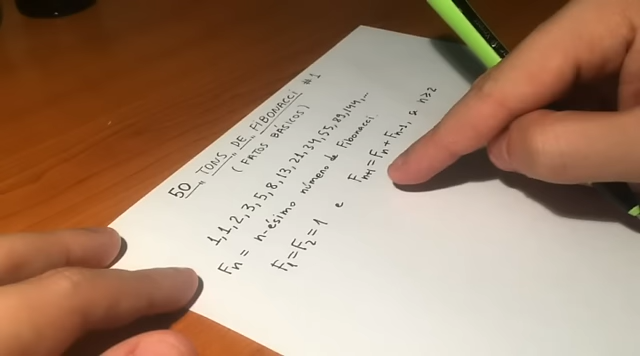 50 TONS DE FIBONACCI #1
(FATOS BÁSICOS)
1,1,2,3,5,8,13,21,34,55,89,144,...
Fn = n-ésimo número de Fibonacci.
F1=F2=1 e Fn+1=Fn+Fn-1, se n≥2